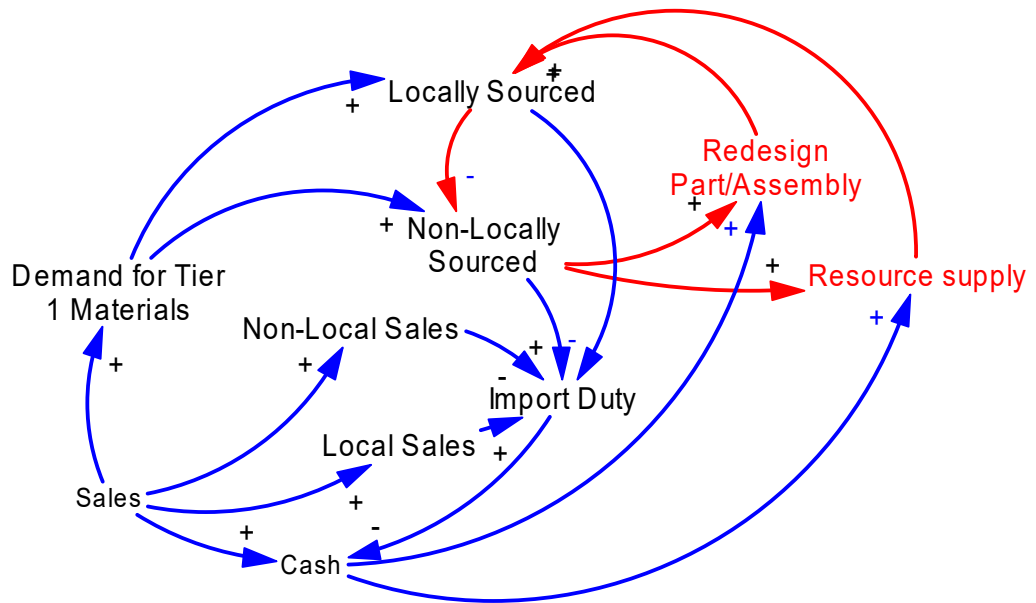 +
Locally Sourced
+
Redesign
Part/Assembly
-
+
+
Non-Locally
Sourced
+
+
Demand for Tier
1 Materials
Resource supply
+
Non-Local Sales
+
-
+
+
-
Import Duty
Local Sales
+
Sales
+
-
+
Cash